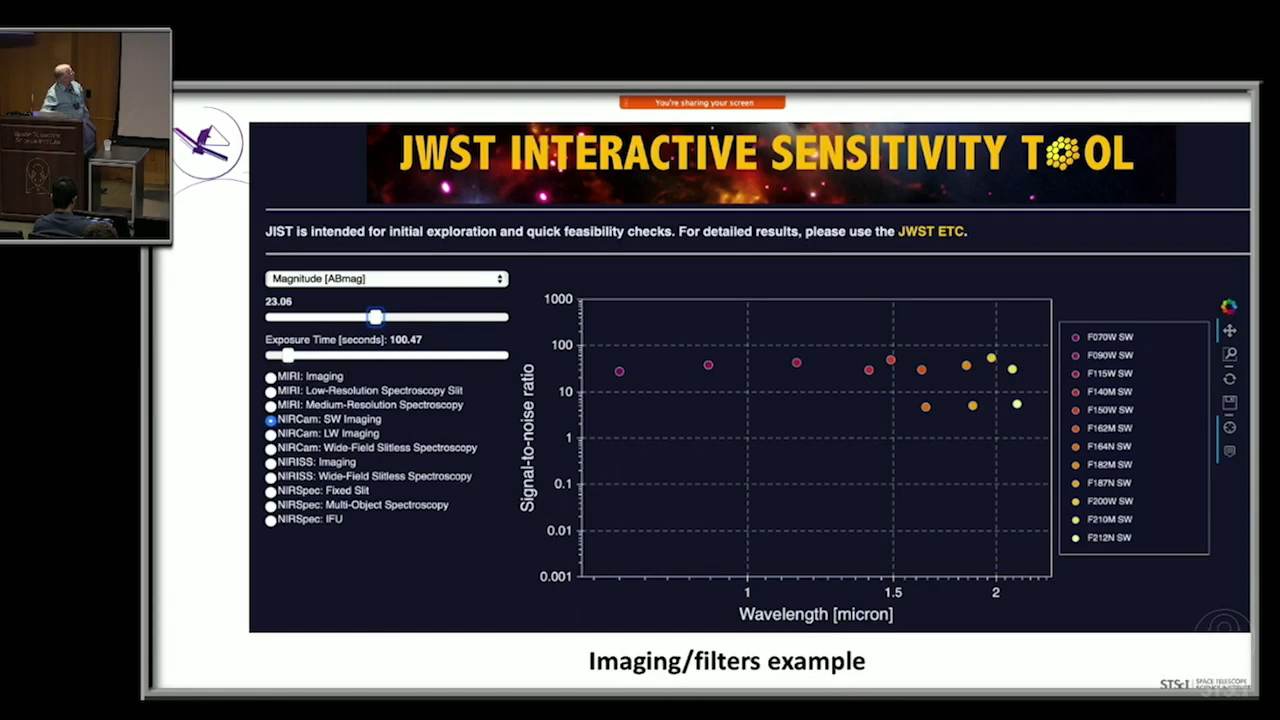 You're sharing your screen
JWST INTERACTIVE SENSITIVITY TOOL
JIST is intended for initial exploration and quick feasibility checks. For detailed results, please use the JWST ETC.
Magnitude [ABmag]
23.06
Exposure Time [seconds]: 100.47
MIRI: Imaging
MIRI: Low-Resolution Spectroscopy Slit
MIRI: Medium-Resolution Spectroscopy
NIRCam: SW Imaging
NIRCam: LW Imaging
NIRCam: Wide-Field Slitless Spectroscopy
NIRISS: Imaging
NIRISS: Wide-Field Slitless Spectroscopy
NIRSpec: Fixed Slit
NIRSpec: Multi-Object Spectroscopy
NIRSpec: IFU
Signal-to-noise ratio
1000
100
10
1
0.1
0.01
0.001
1
1.5
2
Wavelength [micron]
F070W SW
F090W SW
F115W SW
F140M SW
F150W SW
F162M SW
F164N SW
F182M SW
F187N SW
F200W SW
F210M SW
F212N SW
Imaging/filters example
STScI | SPACE TELESCOPE
SCIENCE INSTITUTE